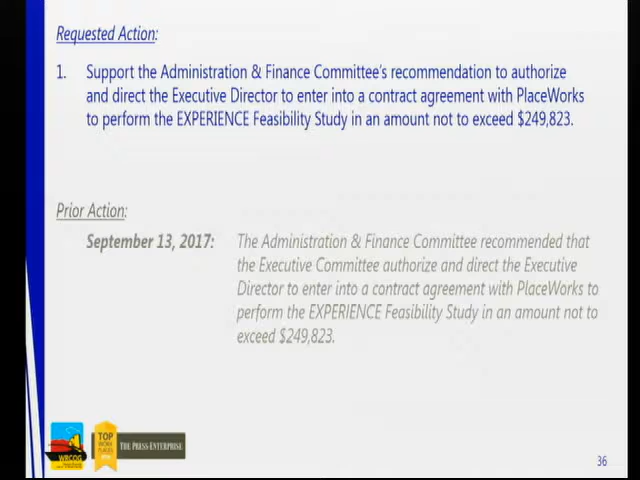 Requested Action:
1. Support the Administration & Finance Committee's recommendation to authorize
and direct the Executive Director to enter into a contract agreement with PlaceWorks
to perform the EXPERIENCE Feasibility Study in an amount not to exceed $249,823.
Prior Action:
September 13, 2017: The Administration & Finance Committee recommended that
the Executive Committee authorize and direct the Executive
Director to enter into a contract agreement with PlaceWorks to
perform the EXPERIENCE Feasibility Study in an amount not to
exceed $249,823.
WRCOG
TOP
WORK
PLACES
THE PRESS-ENTERPRISE
36